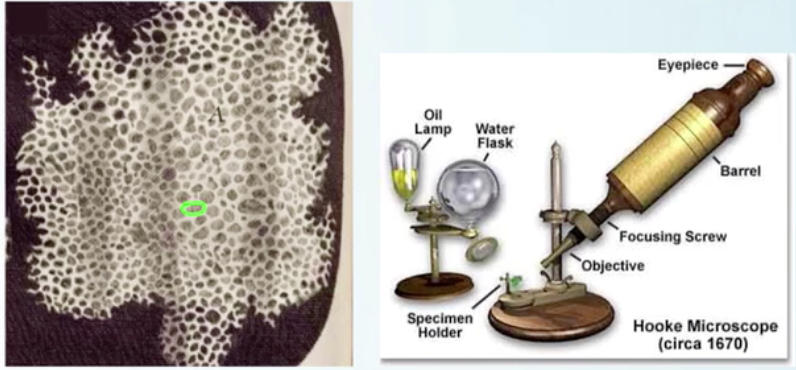 A
Eyepiece
Oil
Lamp
Water
Flask
Barrel
Focusing Screw
Objective
Specimen
Holder
Hooke Microscope
(circa 1670)